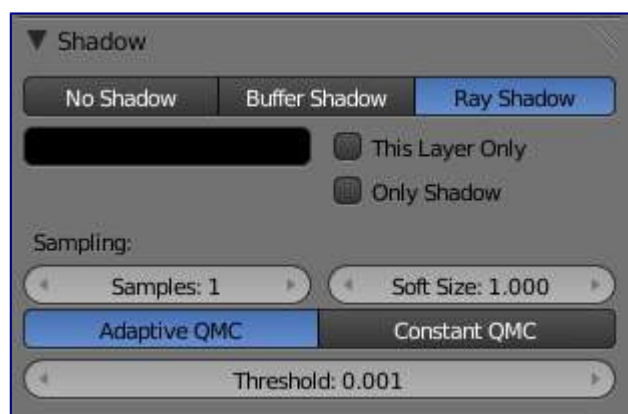 Shadow
No Shadow Buffer Shadow Ray Shadow
This Layer Only
Only Shadow
Sampling:
Samples: 1 Soft Size: 1.000
Adaptive QMC Constant QMC
Threshold: 0.001